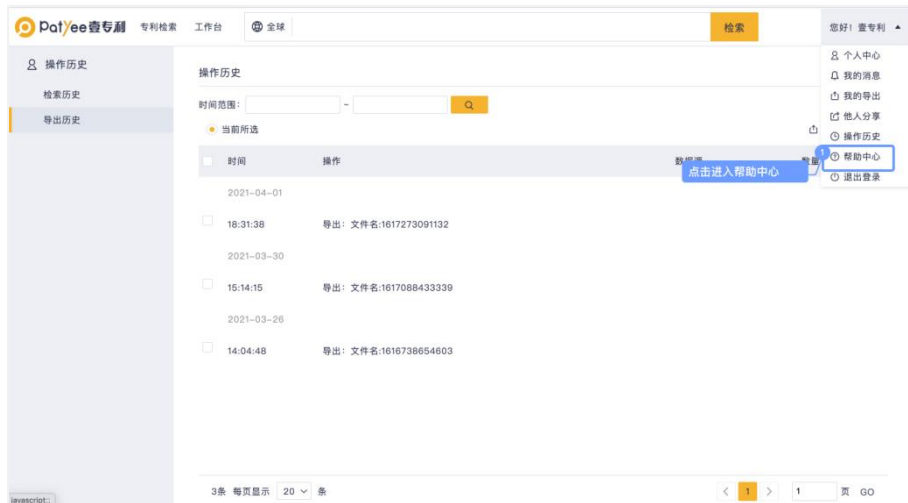 Patyee壹专利 专利检索 工作台 全球 检索 您好！壹专利
操作历史
检索历史
导出历史
操作历史
时间范围： -
当前所选
时间 操作 数据源 数量
2021-04-01
18:31:38 导出：文件名:1617273091132
2021-03-30
15:14:15 导出：文件名:1617088433339
2021-03-26
14:04:48 导出：文件名:1616738654603
个人中心
我的消息
我的导出
他人分享
操作历史
1 帮助中心
点击进入帮助中心
退出登录
3条 每页显示 20 条 < 1 > 1 页 GO
javascript:;